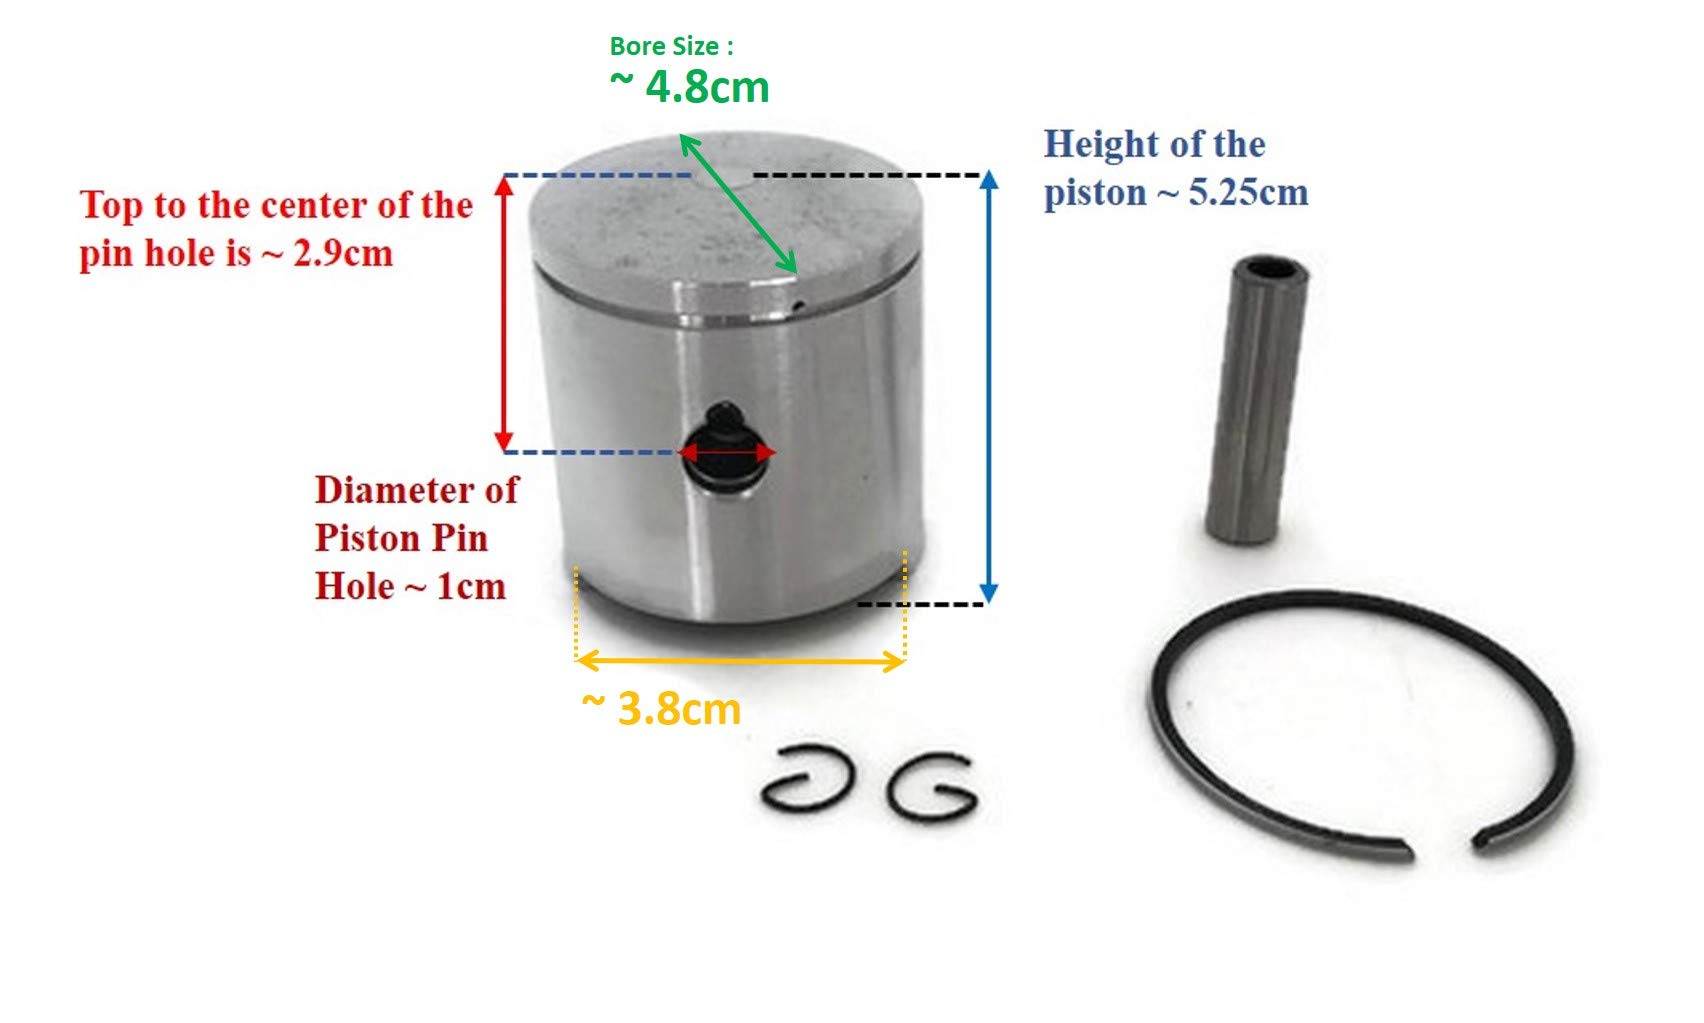 Bore Size :
~ 4.8cm
Height of the
piston ~ 5.25cm
Top to the center of the
pin hole is ~ 2.9cm
Diameter of
Piston Pin
Hole ~ 1cm
~ 3.8cm